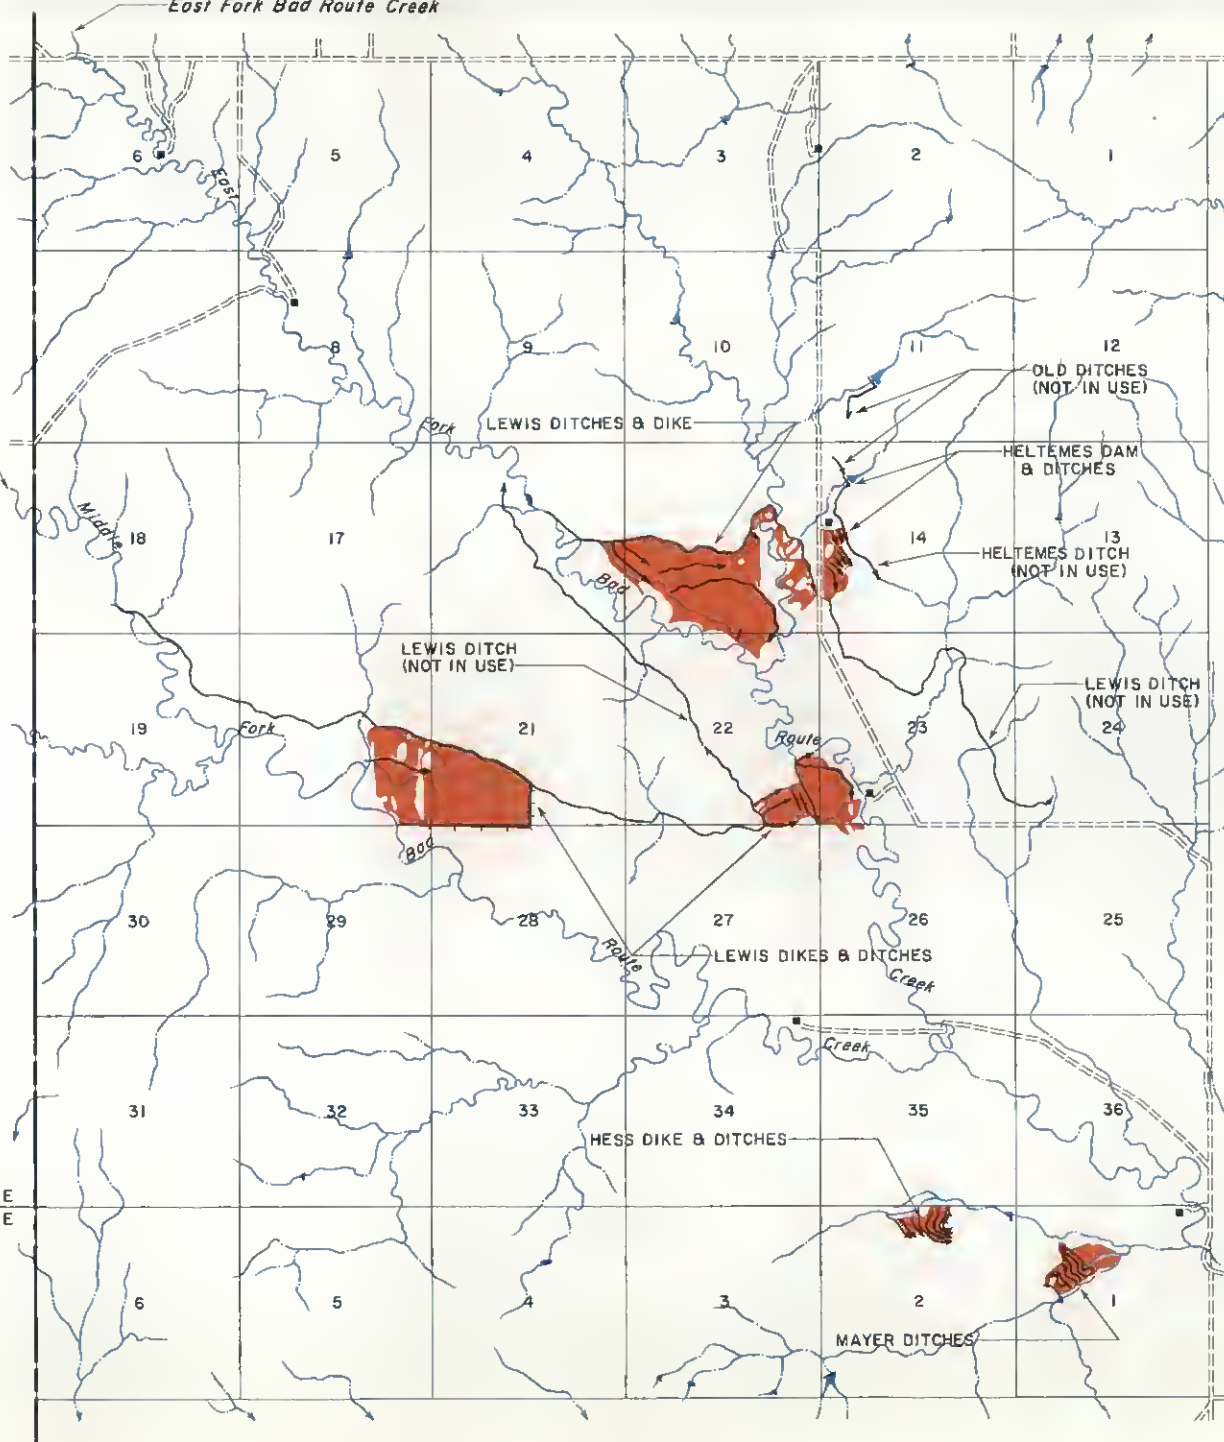 East Fork Bad Route Creek
6
5
4
3
2
1
East
8
9
10
11
12
OLD DITCHES
(NOT IN USE)
Fork
LEWIS DITCHES & DIKE
HELTEMES DAM
& DITCHES
Middle
18
17
14
13
HELTEMES DITCH
(NOT IN USE)
Bad
LEWIS DITCH
(NOT IN USE)
LEWIS DITCH
(NOT IN USE)
19
Fork
21
22
Route
23
24
Bad
30
29
28
27
26
25
Route
LEWIS DIKES & DITCHES
Creek
Creek
31
32
33
34
35
36
HESS DIKE & DITCHES
E
E
6
5
4
3
2
1
MAYER DITCHES